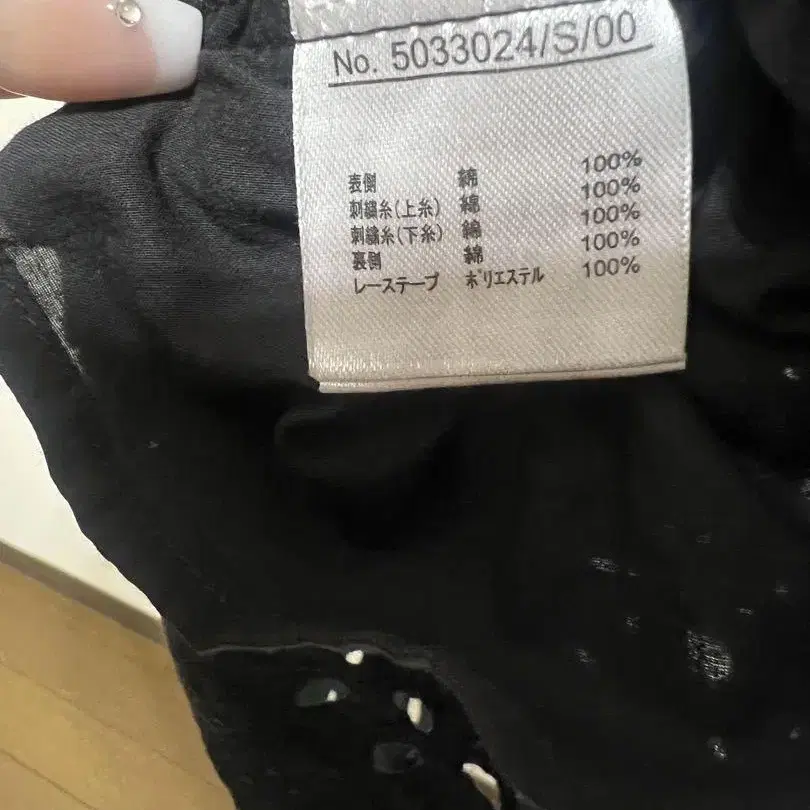 No. 5033024/S/00
表側 綿 100%
刺繍糸(上糸) 綿 100%
刺繍糸(下糸) 綿 100%
裏側 綿 100%
レーステープ ポリエステル 100%